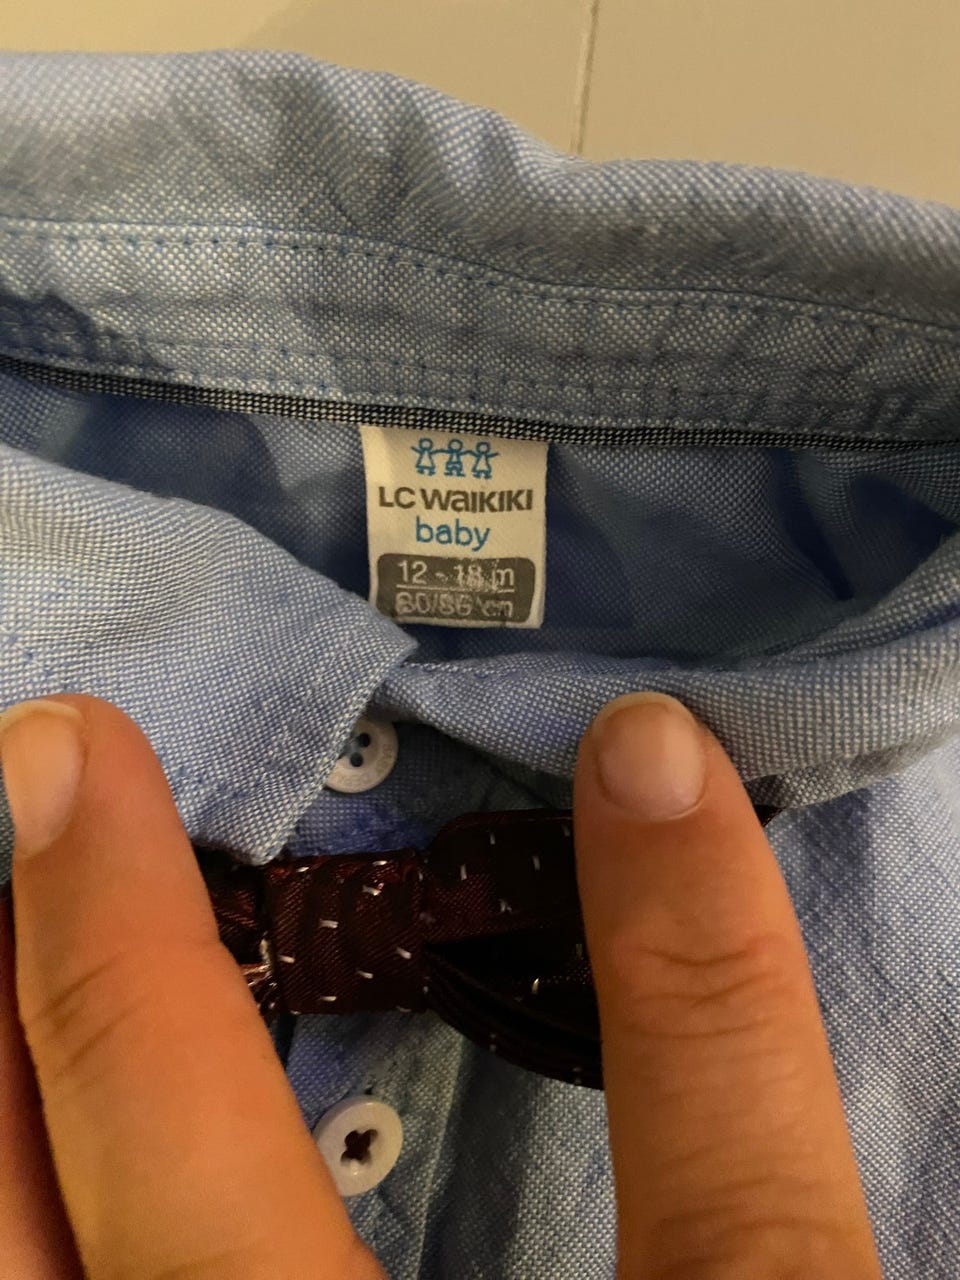 LC WAIKIKI
baby
12 - 18 m
80/86 cm